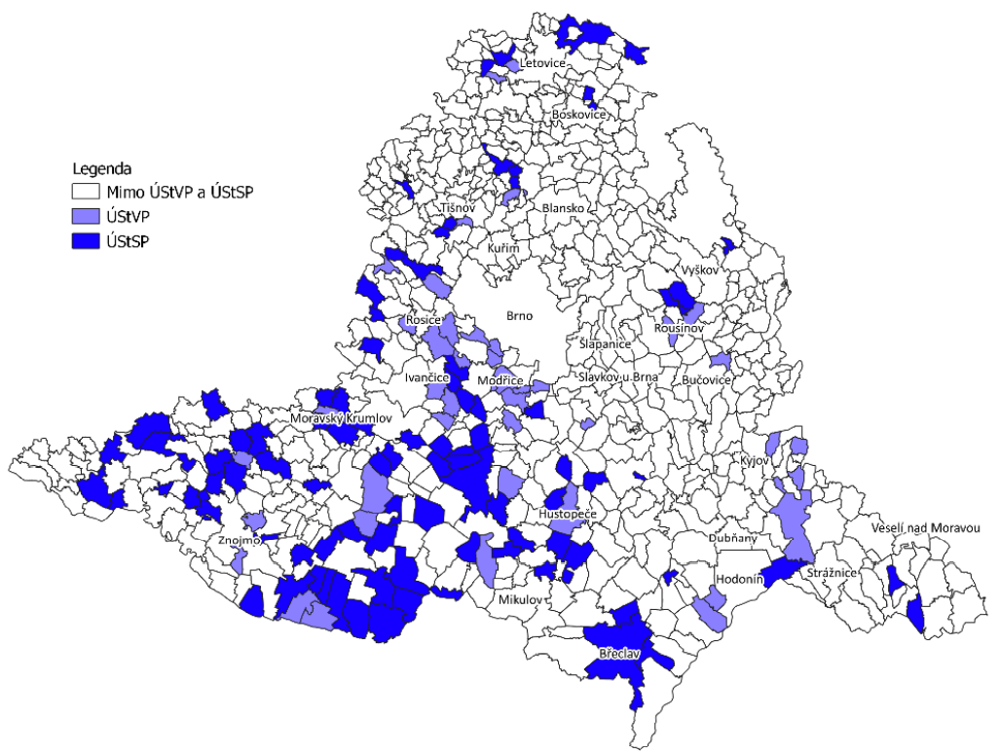 Letovice
Boskovice
Legenda
Mimo ÚStVP a ÚStSP
ÚStVP
ÚStSP
Tišnov
Blansko
Kuřim
Vyškov
Rosice
Brno
Rousínov
Šlapanice
Ivančice
Modřice
Slavkov u Brna
Bučovice
Moravský Krumlov
Kyjov
Hustopeče
Znojmo
Dubňany
Veselí nad Moravou
Hodonín
Strážnice
Mikulov
Břeclav